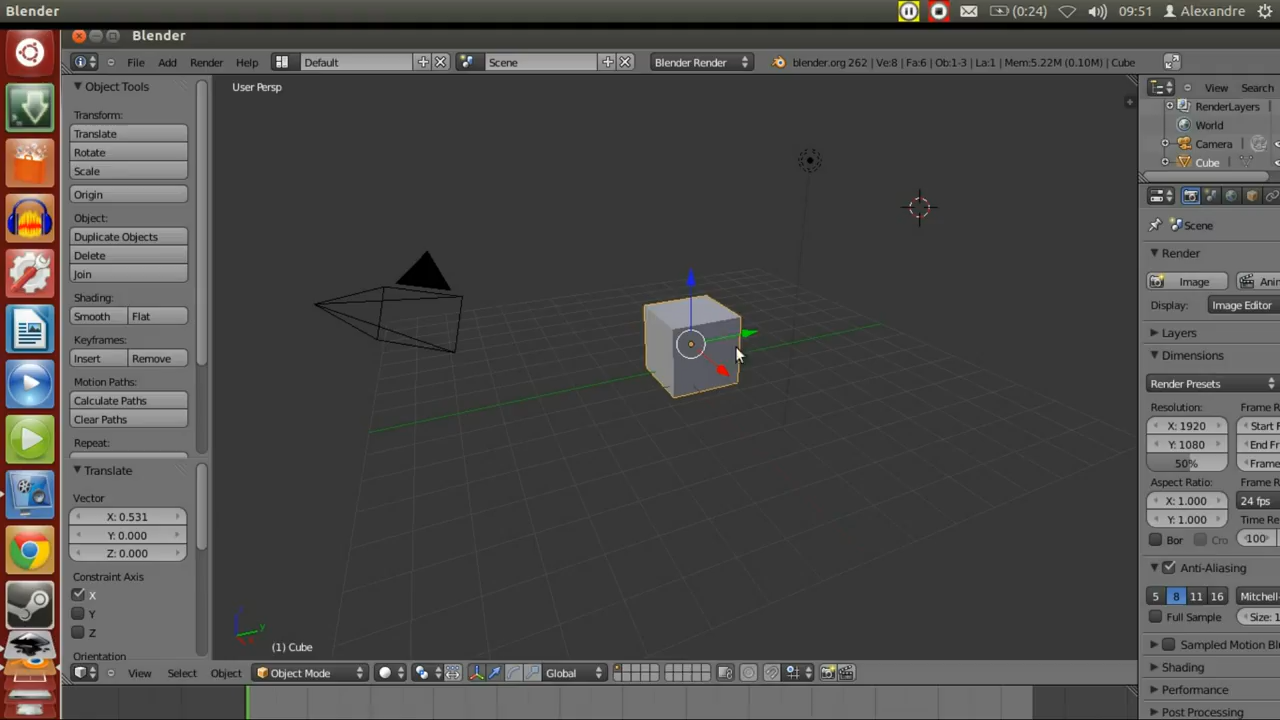 Blender
(0:24)
09:51
Alexandre
Blender
File Add Render Help
Default
Scene
Blender Render
blender.org 262 | Ve:8 | Fa:6 | Ob:1-3 | La:1 | Mem:5.22M (0.10M) | Cube
Object Tools
Transform:
Translate
Rotate
Scale
Origin
Object:
Duplicate Objects
Delete
Join
Shading:
Smooth Flat
Keyframes:
Insert Remove
Motion Paths:
Calculate Paths
Clear Paths
Repeat:
Translate
Vector
X: 0.531
Y: 0.000
Z: 0.000
Constraint Axis
X
Y
Z
Orientation
User Persp
y
(1) Cube
View Select Object
Object Mode
Global
View Search
RenderLayers
World
Camera
Cube
Scene
Render
Image Ani
Display: Image Editor
Layers
Dimensions
Render Presets
Resolution: Frame R
X: 1920 Start F
Y: 1080 End Fr
50% Frame
Aspect Ratio: Frame R
X: 1.000 24 fps
Y: 1.000 Time Re
Bor Cro 100
Anti-Aliasing
5 8 11 16 Mitchell-
Full Sample Size: 1
Sampled Motion Bl
Shading
Performance
Post Processing